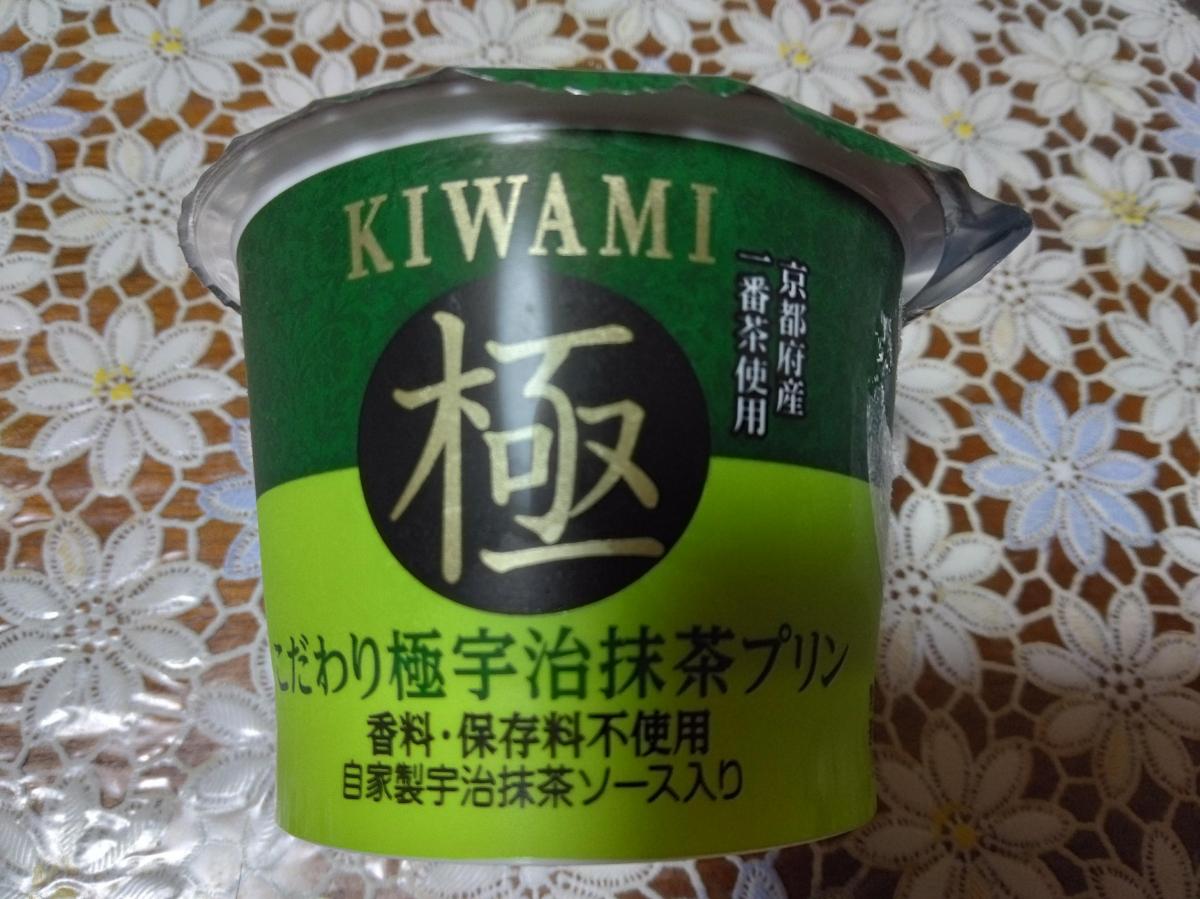 KIWAMI
京都府産
一番茶使用
極
こだわり極宇治抹茶プリン
香料・保存料不使用
自家製宇治抹茶ソース入り